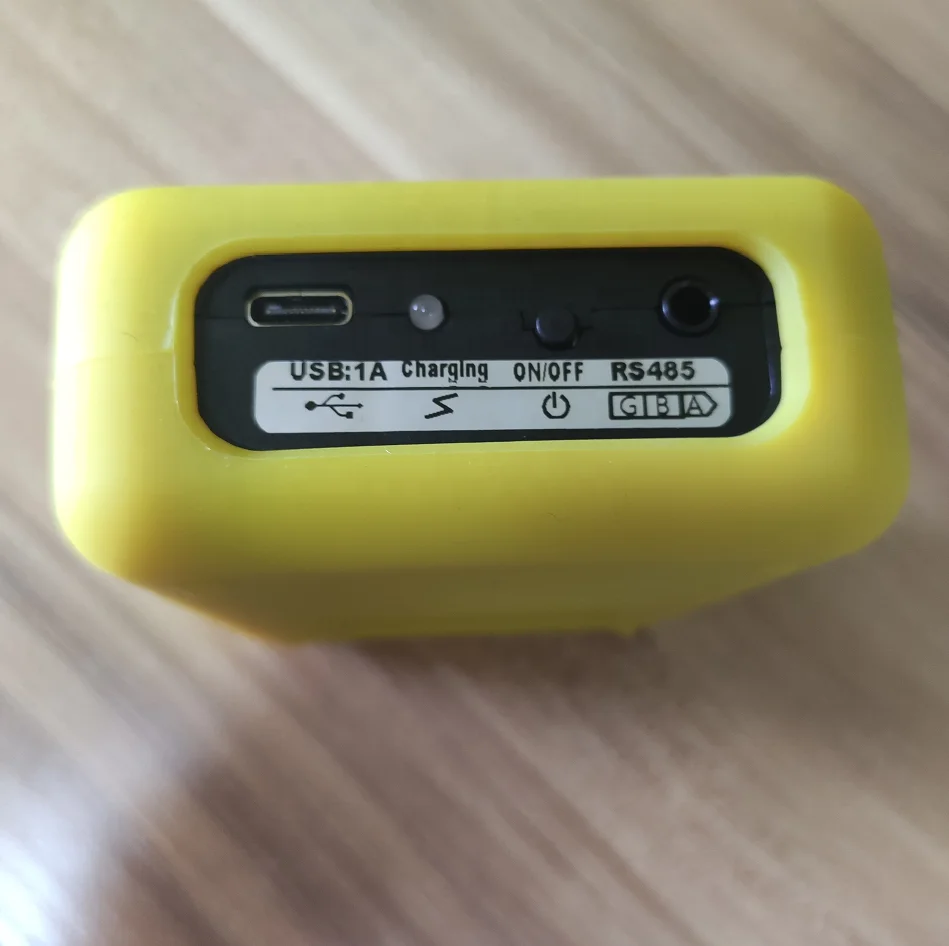 USB:1A Charging ON/OFF RS485
G B A